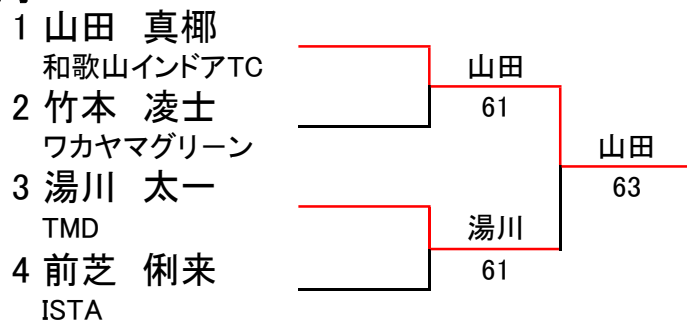 1 山田　真梛
和歌山インドアTC
2 竹本　凌士
ワカヤマグリーン
3 湯川　太一
TMD
4 前芝　俐来
ISTA
山田
61
湯川
61
山田
63